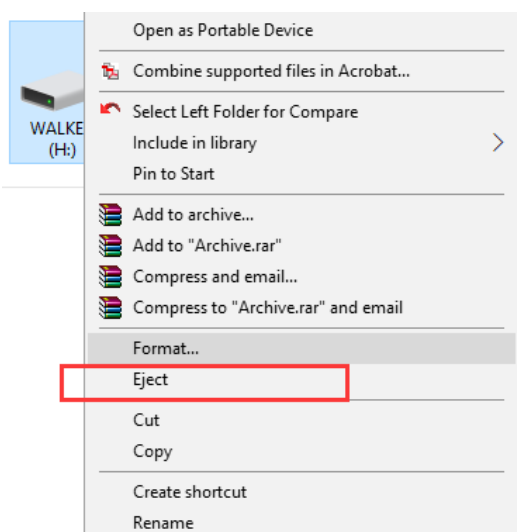 Open as Portable Device
Combine supported files in Acrobat...
Select Left Folder for Compare
WALKE
(H:)
Include in library
Pin to Start
Add to archive...
Add to "Archive.rar"
Compress and email...
Compress to "Archive.rar" and email
Format...
Eject
Cut
Copy
Create shortcut
Rename